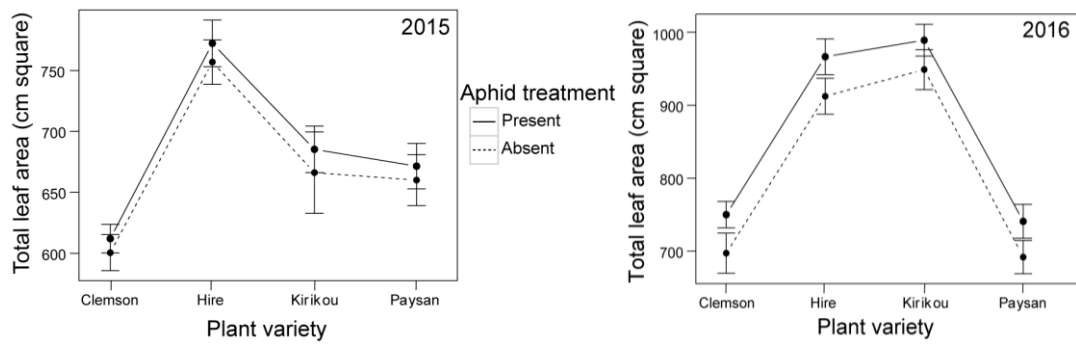 2015
Total leaf area (cm square)
750
700
650
600
Clemson Hire Kirikou Paysan
Plant variety
Aphid treatment
Present
Absent
2016
Total leaf area (cm square)
1000
900
800
700
Clemson Hire Kirikou Paysan
Plant variety